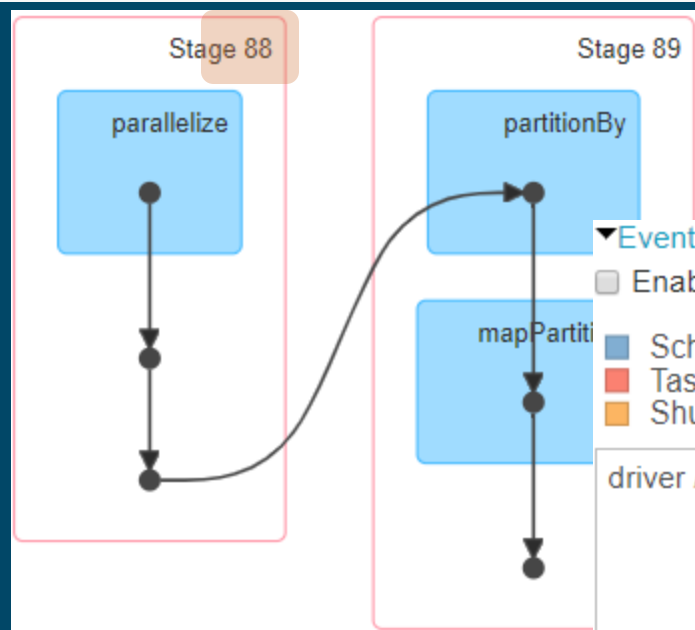 Stage 88
parallelize
Stage 89
partitionBy
mapPartiti
Event
Enab
Sch
Tas
Shu
driver